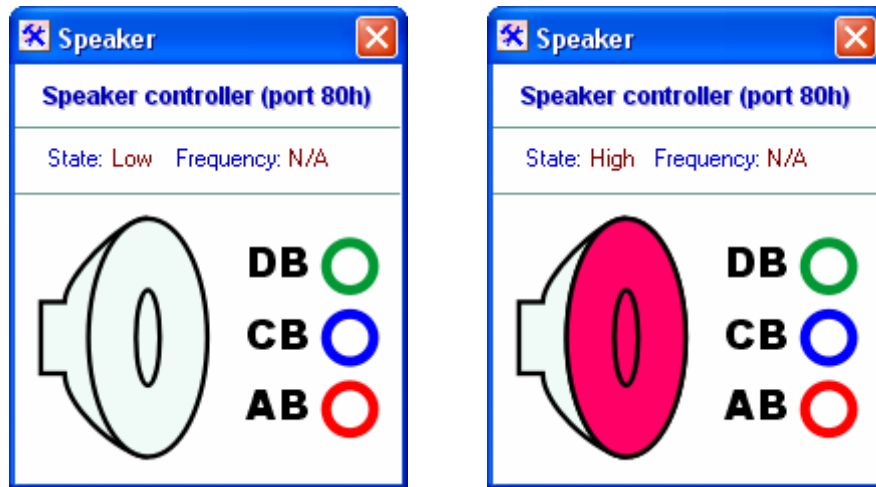 Speaker
Speaker controller (port 80h)
State: Low Frequency: N/A
DB
CB
AB
Speaker
Speaker controller (port 80h)
State: High Frequency: N/A
DB
CB
AB